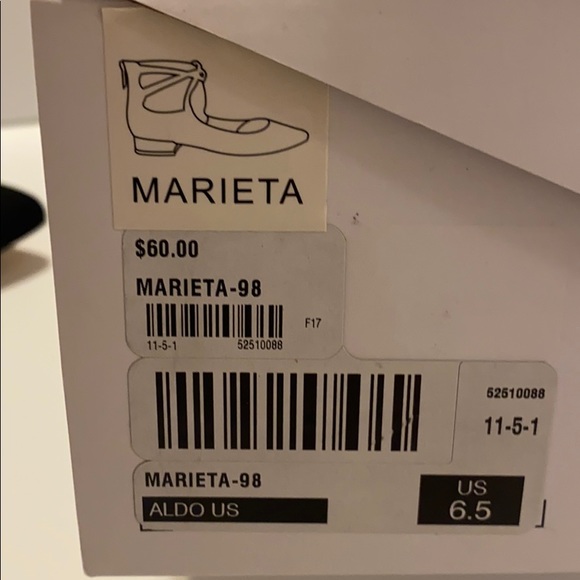 MARIETA
$60.00
MARIETA-98
F17
11-5-1 52510088
52510088
11-5-1
MARIETA-98
ALDO US
US
6.5